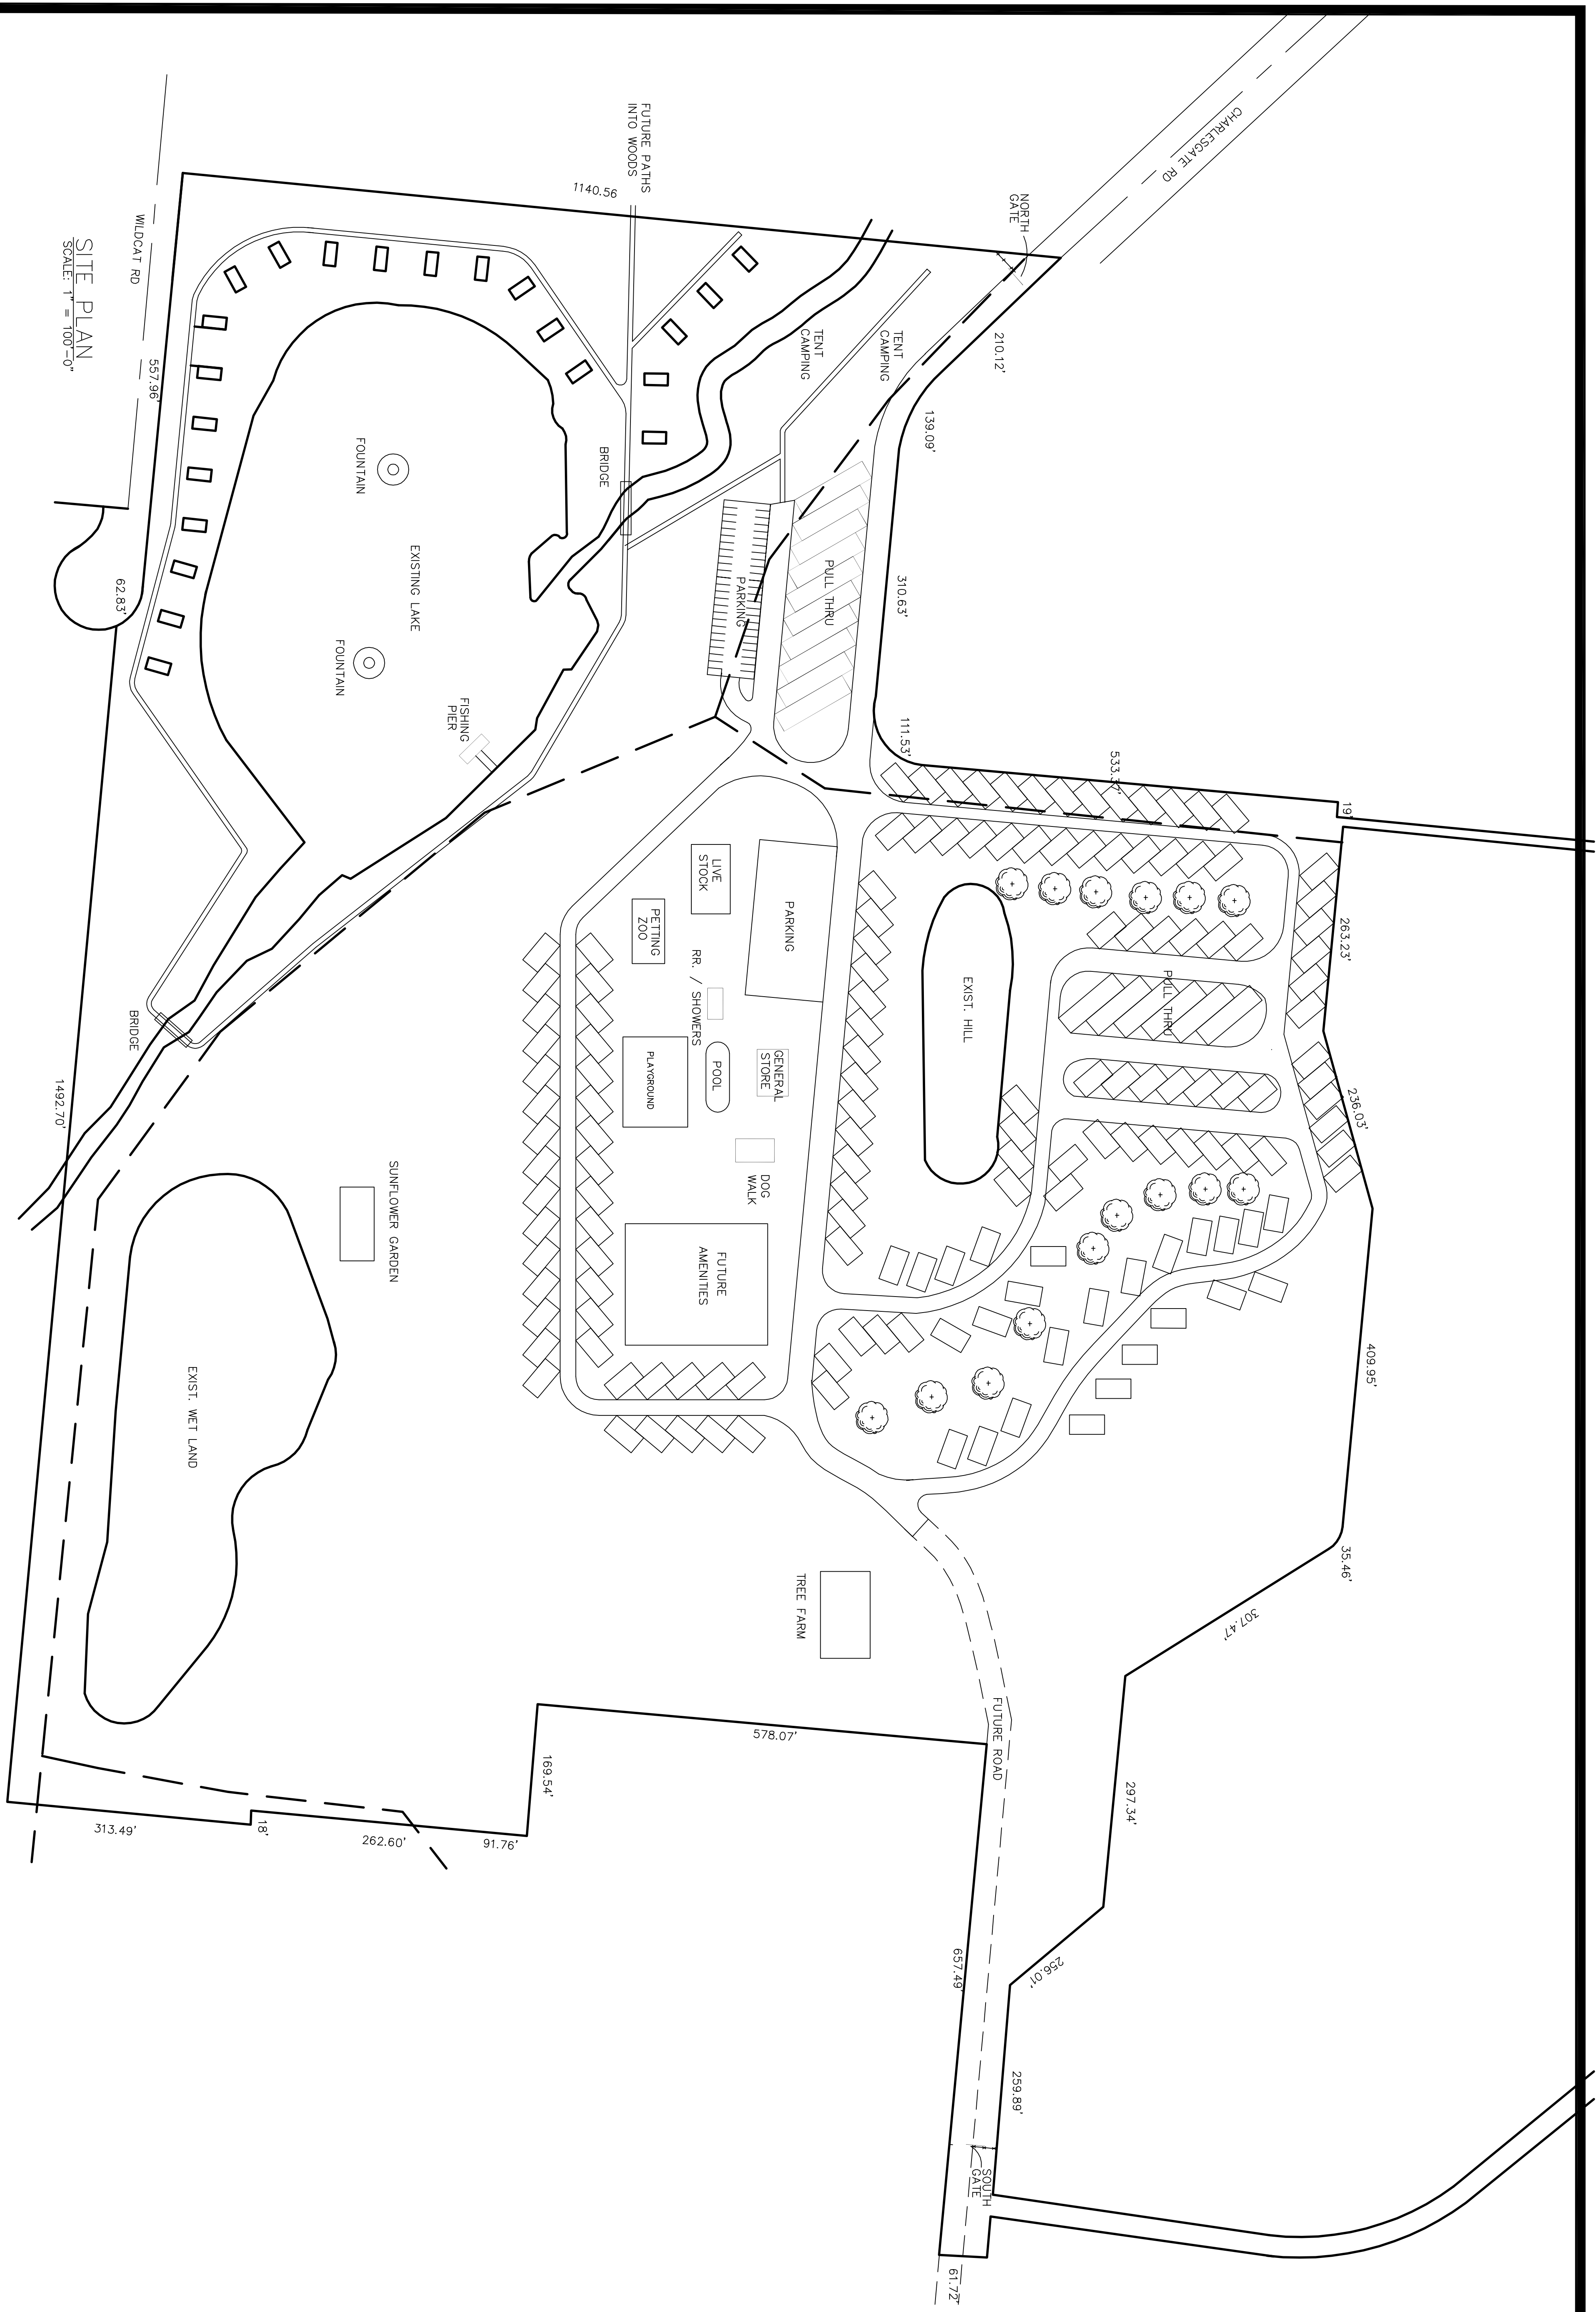 CHARLESGATE RD
NORTH
GATE
FUTURE PATHS
INTO WOODS
1140.56
WILDCAT RD
SITE PLAN
SCALE: 1" = 100'-0"
557.96'
62.83'
210.12'
139.09'
310.63'
111.53'
TENT
CAMPING
TENT
CAMPING
BRIDGE
FOUNTAIN
EXISTING LAKE
FOUNTAIN
FISHING
PIER
PULL THRU
PARKING
19'
263.23'
236.03'
409.95'
35.46'
307.47'
297.34'
256.01'
259.89'
LIVE
STOCK
PETTING
ZOO
PARKING
RR. / SHOWERS
PLAYGROUND
POOL
GENERAL
STORE
DOG
WALK
FUTURE
AMENITIES
EXIST. HILL
PULL THRU
BRIDGE
1492.70'
SUNFLOWER GARDEN
EXIST. WET LAND
TREE FARM
FUTURE ROAD
578.07'
169.54'
91.76'
262.60'
18'
313.49'
657.49'
SOUTH
GATE
61.72'